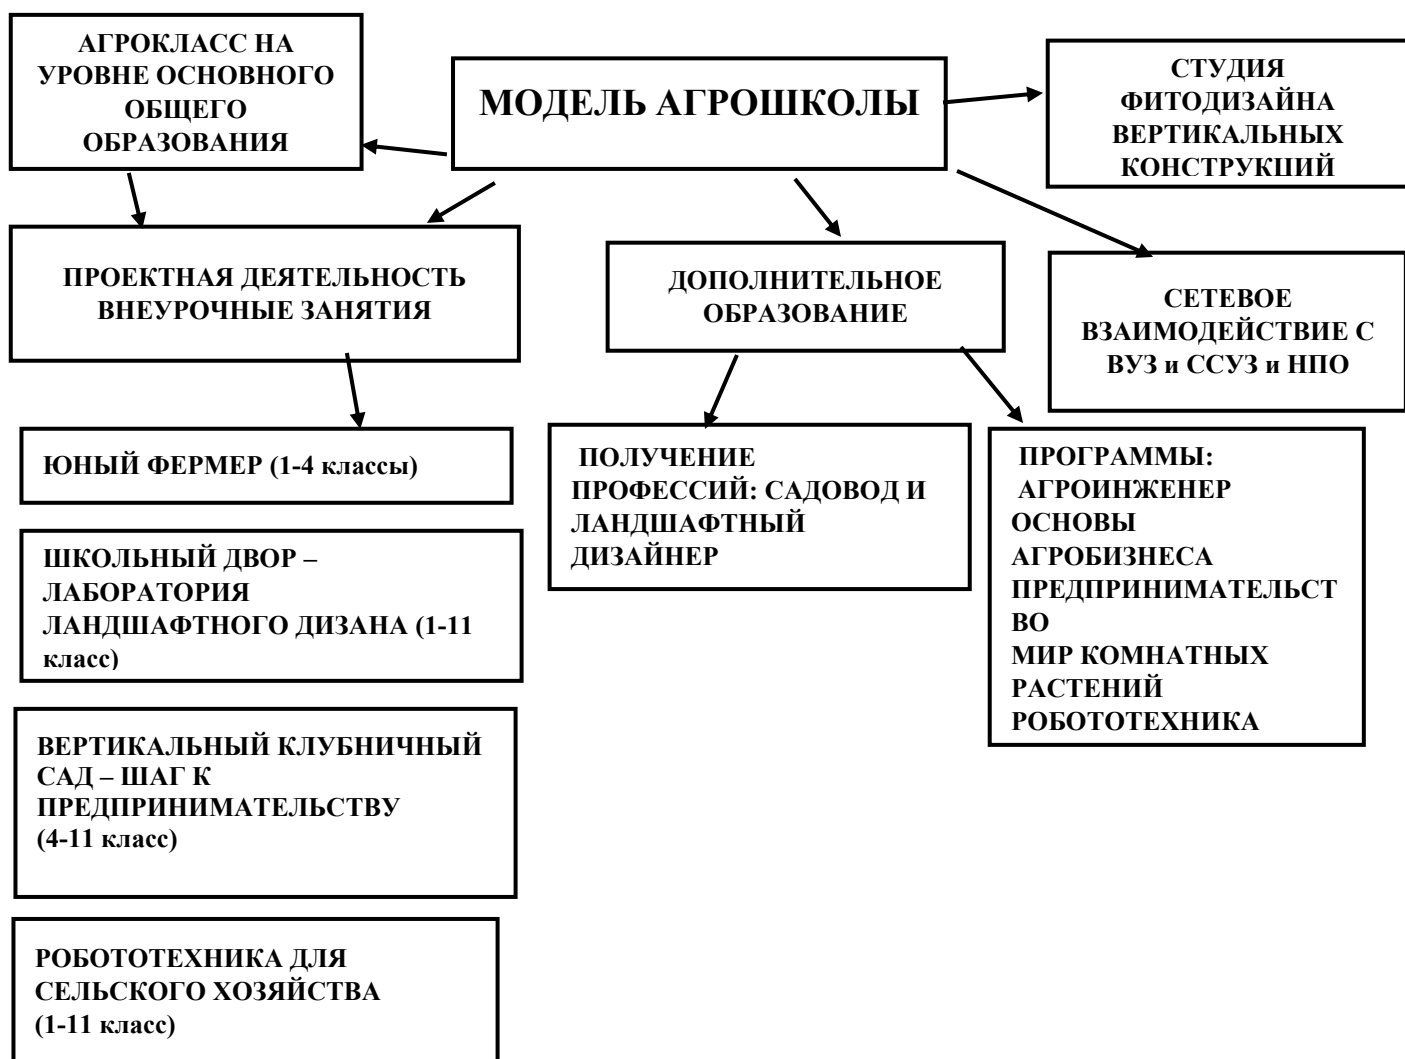 АГРОКЛАСС НА
УРОВНЕ ОСНОВНОГО
ОБЩЕГО
ОБРАЗОВАНИЯ
МОДЕЛЬ АГРОШКОЛЫ
СТУДИЯ
ФИТОДИЗАЙНА
ВЕРТИКАЛЬНЫХ
КОНСТРУКЦИЙ
ПРОЕКТНАЯ ДЕЯТЕЛЬНОСТЬ
ВНЕУРОЧНЫЕ ЗАНЯТИЯ
ДОПОЛНИТЕЛЬНОЕ
ОБРАЗОВАНИЕ
СЕТЕВОЕ
ВЗАИМОДЕЙСТВИЕ С
ВУЗ и ССУЗ и НПО
ЮНЫЙ ФЕРМЕР (1-4 классы)
ШКОЛЬНЫЙ ДВОР –
ЛАБОРАТОРИЯ
ЛАНДШАФТНОГО ДИЗАНА (1-11
класс)
ВЕРТИКАЛЬНЫЙ КЛУБНИЧНЫЙ
САД – ШАГ К
ПРЕДПРИНИМАТЕЛЬСТВУ
(4-11 класс)
РОБОТОТЕХНИКА ДЛЯ
СЕЛЬСКОГО ХОЗЯЙСТВА
(1-11 класс)
ПОЛУЧЕНИЕ
ПРОФЕССИЙ: САДОВОД И
ЛАНДШАФТНЫЙ
ДИЗАЙНЕР
ПРОГРАММЫ:
АГРОИНЖЕНЕР
ОСНОВЫ
АГРОБИЗНЕСА
ПРЕДПРИНИМАТЕЛЬСТ
ВО
МИР КОМНАТНЫХ
РАСТЕНИЙ
РОБОТОТЕХНИКА